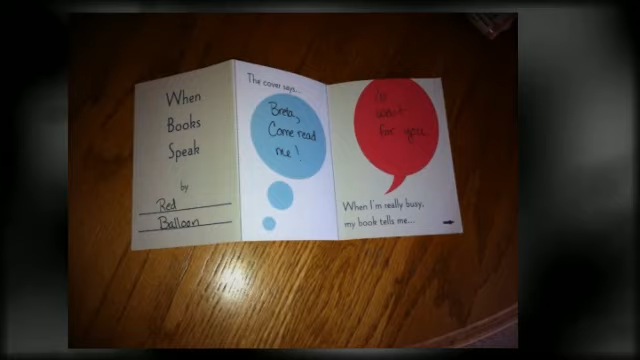 When
Books
Speak
by
Red
Balloon
The cover says...
Breta,
Come read
me!
I'll
wait
for you
When I'm really busy,
my book tells me...